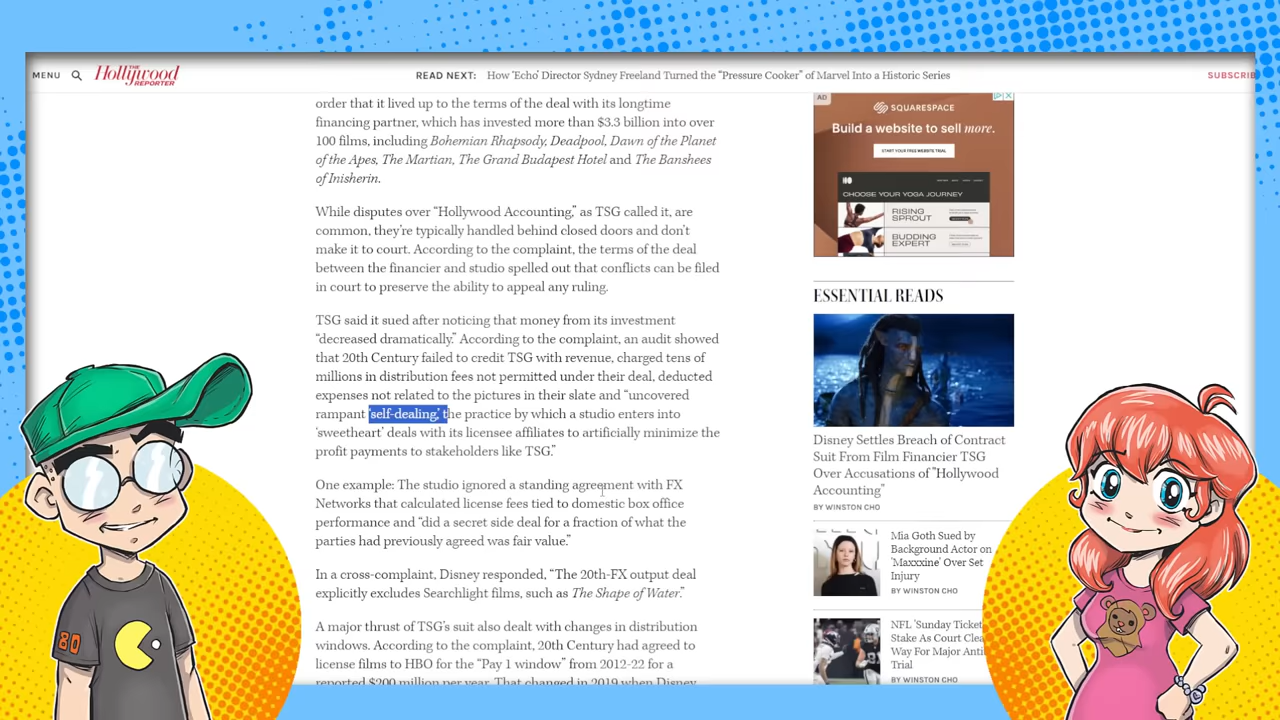 MENU
THE
Hollywood
REPORTER
READ NEXT: How 'Echo' Director Sydney Freeland Turned the “Pressure Cooker” of Marvel Into a Historic Series
SUBSCRIB
order that it lived up to the terms of the deal with its longtime
financing partner, which has invested more than $3.3 billion into over
100 films, including Bohemian Rhapsody, Deadpool, Dawn of the Planet
of the Apes, The Martian, The Grand Budapest Hotel and The Banshees
of Inisherin.
While disputes over “Hollywood Accounting,” as TSG called it, are
common, they’re typically handled behind closed doors and don’t
make it to court. According to the complaint, the terms of the deal
between the financier and studio spelled out that conflicts can be filed
in court to preserve the ability to appeal any ruling.
TSG said it sued after noticing that money from its investment
“decreased dramatically.” According to the complaint, an audit showed
that 20th Century failed to credit TSG with revenue, charged tens of
millions in distribution fees not permitted under their deal, deducted
expenses not related to the pictures in their slate and “uncovered
rampant ‘self-dealing,’ the practice by which a studio enters into
‘sweetheart’ deals with its licensee affiliates to artificially minimize the
profit payments to stakeholders like TSG.”
One example: The studio ignored a standing agreement with FX
Networks that calculated license fees tied to domestic box office
performance and “did a secret side deal for a fraction of what the
parties had previously agreed was fair value.”
In a cross-complaint, Disney responded, “The 20th-FX output deal
explicitly excludes Searchlight films, such as The Shape of Water.”
A major thrust of TSG’s suit also dealt with changes in distribution
windows. According to the complaint, 20th Century had agreed to
license films to HBO for the “Pay 1 window” from 2012-22 for a
reported $200 million per year. That changed in 2019 when Disney
AD
SQUARESPACE
Build a website to sell more.
START YOUR FREE WEBSITE TRIAL
CHOOSE YOUR YOGA JOURNEY
RISING
SPROUT
BUDDING
EXPERT
ESSENTIAL READS
Disney Settles Breach of Contract
Suit From Film Financier TSG
Over Accusations of "Hollywood
Accounting"
BY WINSTON CHO
Mia Goth Sued by
Background Actor on
'Maxxxine' Over Set
Injury
BY WINSTON CHO
NFL 'Sunday Ticket
Stake As Court Clea
Way For Major Anti
Trial
BY WINSTON CHO
80